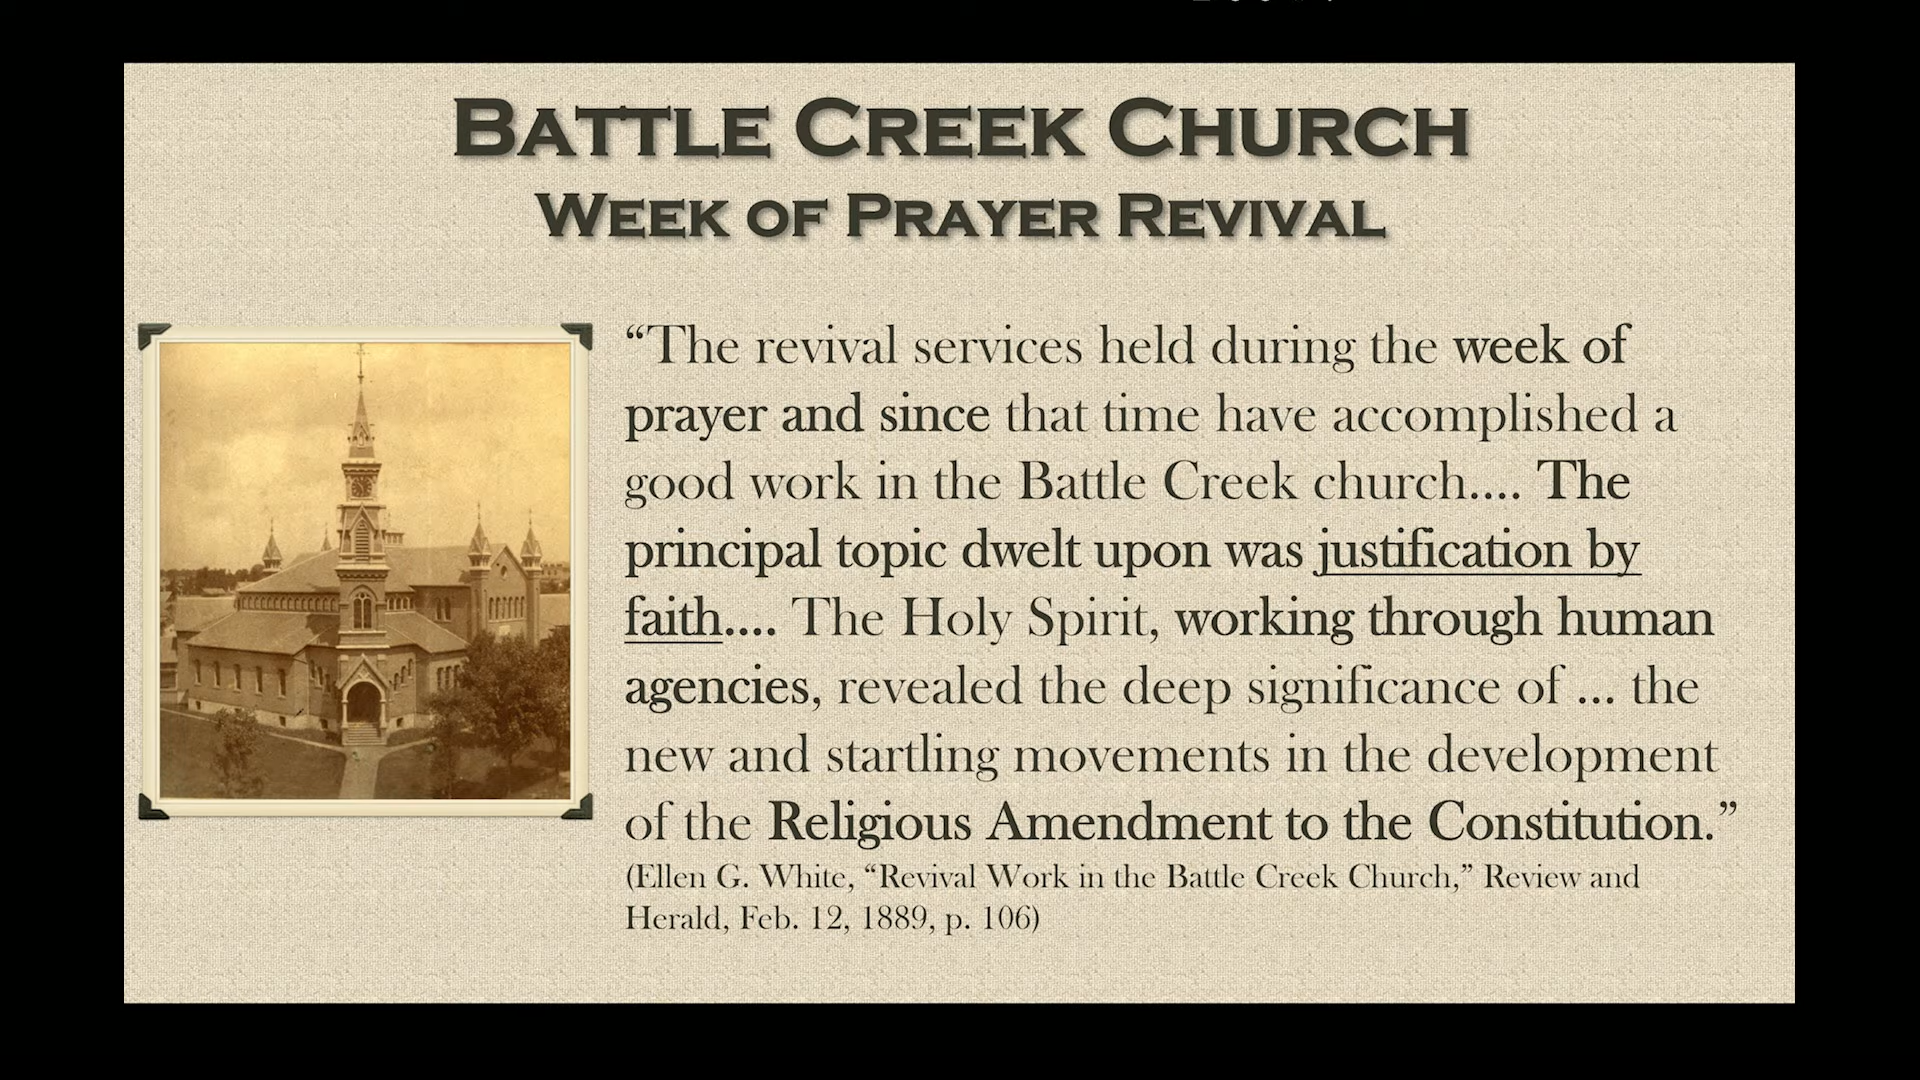 BATTLE CREEK CHURCH
WEEK OF PRAYER REVIVAL
“The revival services held during the week of
prayer and since that time have accomplished a
good work in the Battle Creek church.... The
principal topic dwelt upon was justification by
faith.... The Holy Spirit, working through human
agencies, revealed the deep significance of ... the
new and startling movements in the development
of the Religious Amendment to the Constitution.”
(Ellen G. White, “Revival Work in the Battle Creek Church,” Review and
Herald, Feb. 12, 1889, p. 106)